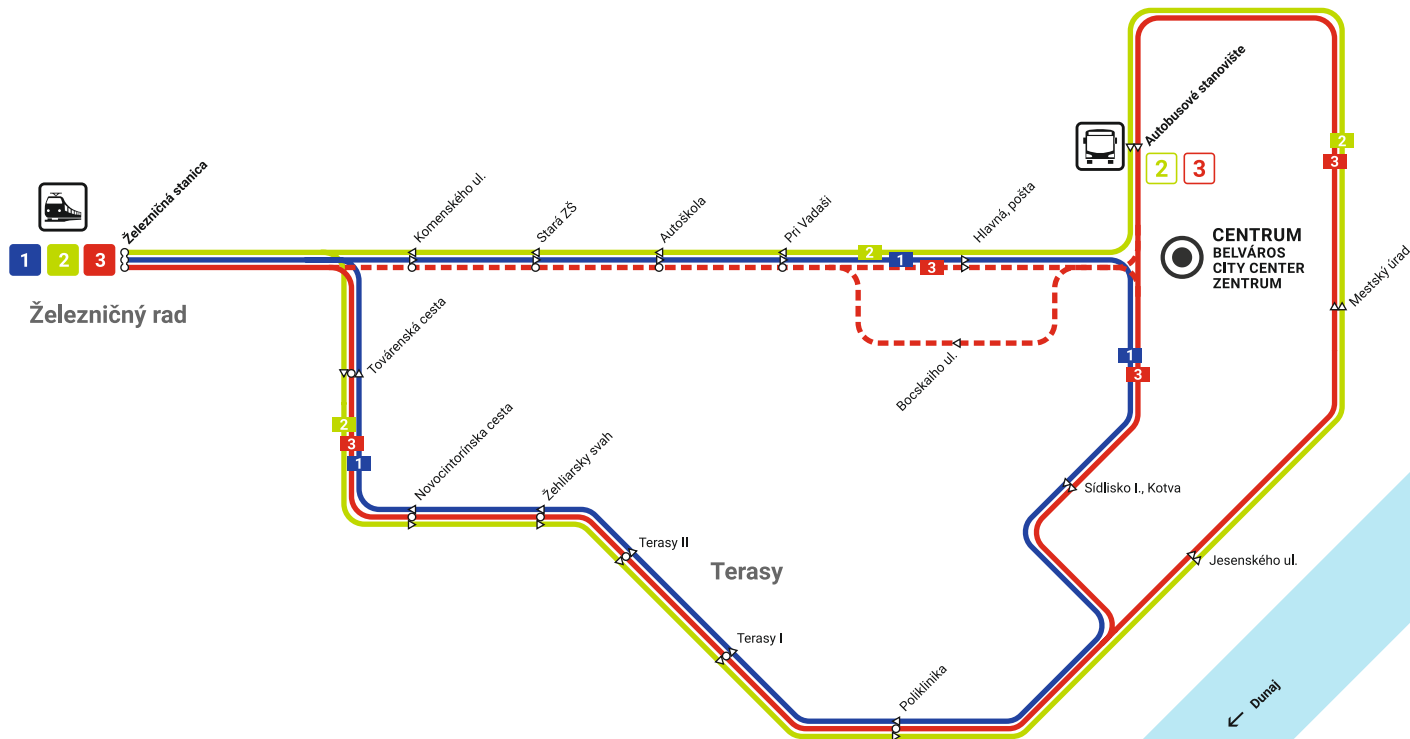 Železničná stanica
1 2 3
Železničný rad
Komenského ul.
Stará ZŠ
Autoškola
Pri Vadaši
Hlavná, pošta
2
1
3
Autobusové stanovište
2 3
2
3
CENTRUM
BELVÁROS
CITY CENTER
ZENTRUM
Mestský úrad
Továrenská cesta
Bocskaiho ul.
1
3
2
3
1
Novocintorínska cesta
Žehliarsky svah
Sídlisko I., Kotva
Terasy II
Terasy
Jesenského ul.
Terasy I
Poliklinika
← Dunaj